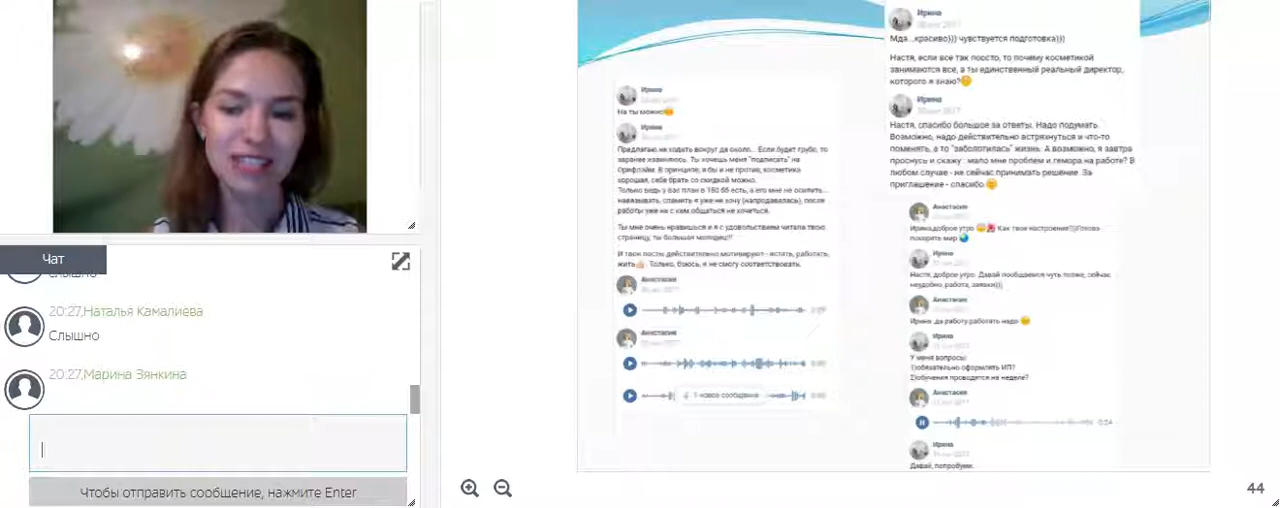 Чат
слышно
20:27,Наталья Камалиева
Слышно
20:27,Марина Зянкина
Чтобы отправить сообщение, нажмите Enter
Ирина
На ты можно
Ирина
Предлагаю не ходить вокруг да около... Если будет грубо, то
заранее извиняюсь. Ты хочешь меня "подписать" на
Орифлэйм. В принципе, я бы и не против, косметика
хорошая, себе брать со скидкой можно.
Только ведь у вас план в 150 бб есть, а его мне не осилить...
навязывать, спамить я уже не хочу (напродавалась), после
работы уже ни с кем общаться не хочеться.
Ты мне очень нравишься и я с удовольствием читала твою
страницу, ты большая молодец!!!
И твои посты действительно мотивируют - встать, работать,
жить. Только, боюсь, я не смогу соответствовать.
Анастасия
Анастасия
1 новое сообщение
Ирина
Мда...красиво))) чувствуется подготовка)))
Настя, если все так просто, то почему косметикой
занимаются все, а ты единственный реальный директор,
которого я знаю?
Ирина
Настя, спасибо большое за ответы. Надо подумать.
Возможно, надо действительно встряхнуться и что-то
поменять, а то "заболотилась" жизнь. А возможно, я завтра
проснусь и скажу: мало мне проблем и гемора на работе? В
любом случае - не сейчас принимать решение. За
приглашение - спасибо
Анастасия
Ирина,доброе утро Как твое настроение?)Готова
покорять мир
Ирина
Настя, доброе утро. Давай пообщаемся чуть позже, сейчас
неудобно,работа, заявки)))
Анастасия
Ирина, да работу работать надо
Ирина
У меня вопросы:
1)обязательно оформлять ИП?
2)обучения проводятся на неделе?
Анастасия
0:24
Ирина
Давай, попробуем.
44